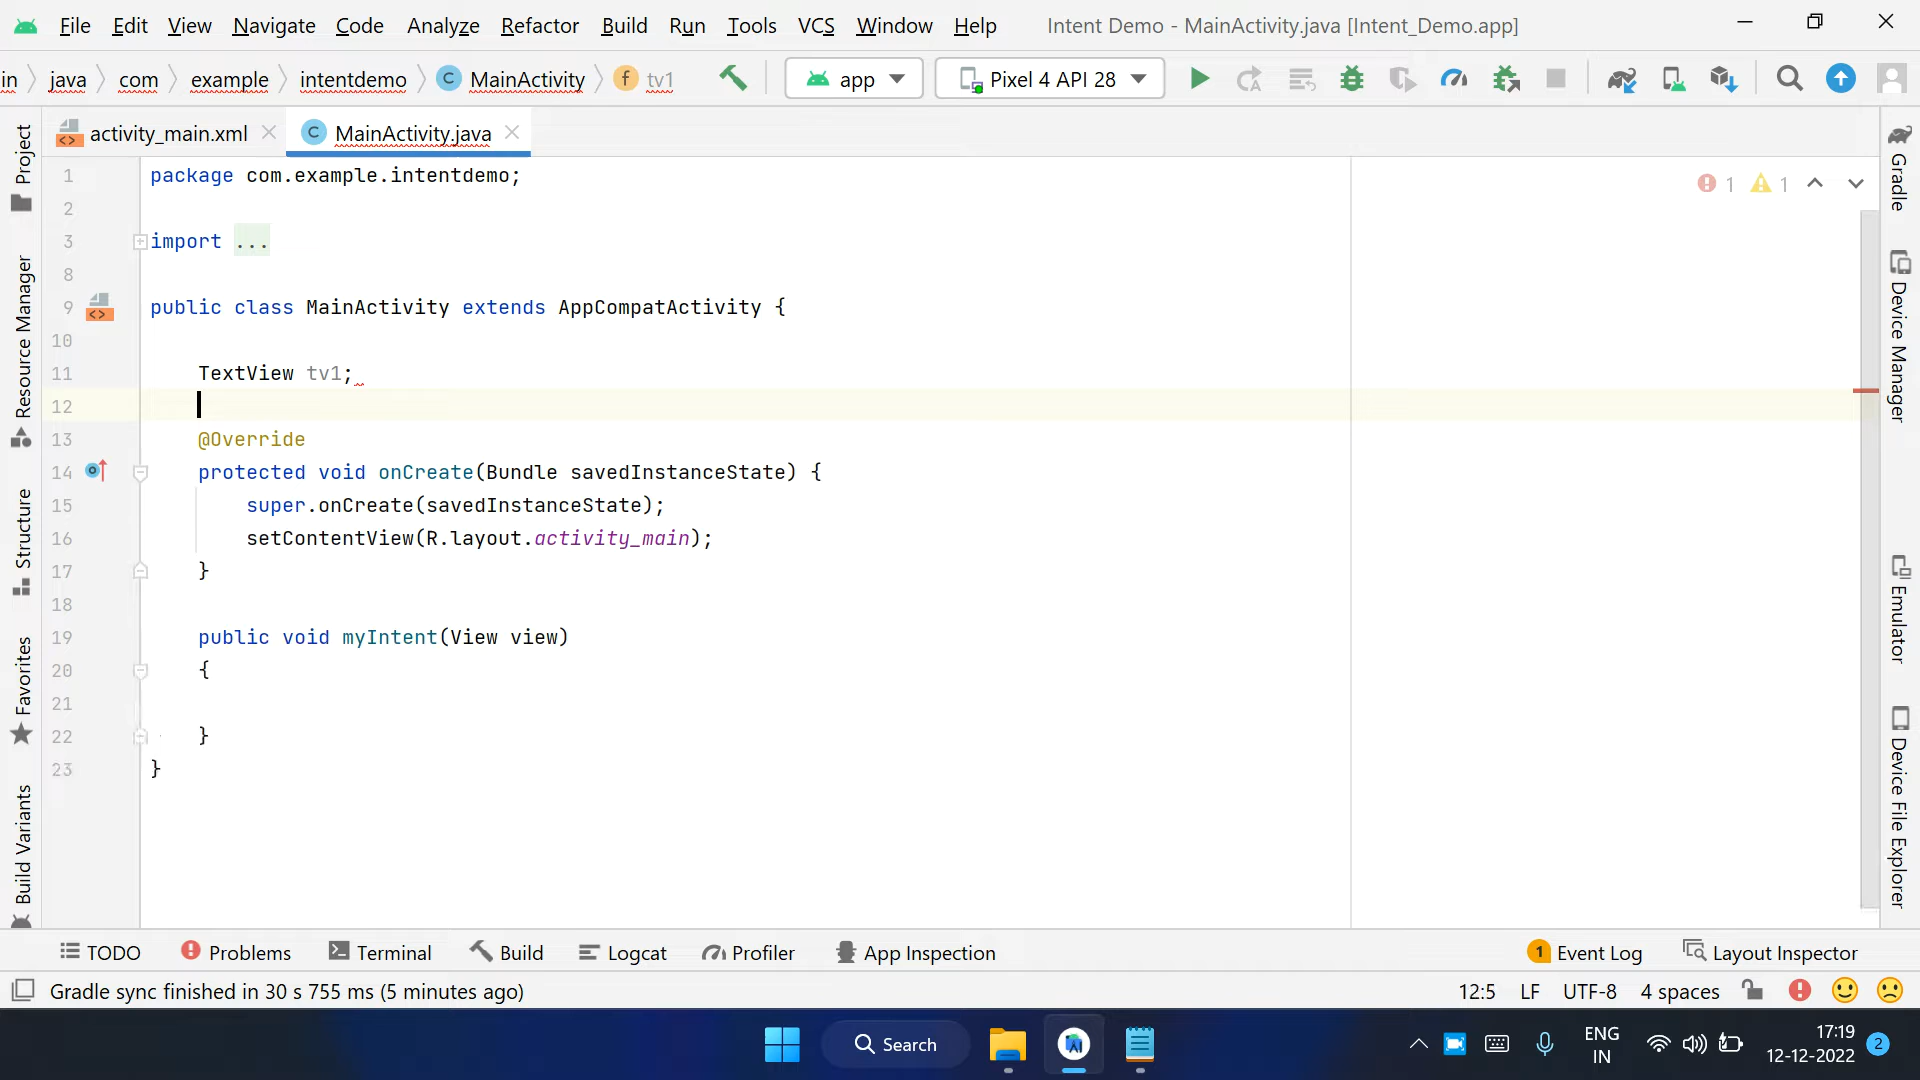 File Edit View Navigate Code Analyze Refactor Build Run Tools VCS Window Help Intent Demo - MainActivity.java [Intent_Demo.app]
in java com example intentdemo C MainActivity f tv1 app Pixel 4 API 28
activity_main.xml C MainActivity.java
1 package com.example.intentdemo;
2
3 import ...
8
9 public class MainActivity extends AppCompatActivity {
10
11 TextView tv1;
12
13 @Override
14 protected void onCreate(Bundle savedInstanceState) {
15 super.onCreate(savedInstanceState);
16 setContentView(R.layout.activity_main);
17 }
18
19 public void myIntent(View view)
20 {
21
22 }
23 }
1 1
Project
Resource Manager
Structure
Favorites
Build Variants
Gradle
Device Manager
Emulator
Device File Explorer
TODO Problems Terminal Build Logcat Profiler App Inspection 1 Event Log Layout Inspector
Gradle sync finished in 30 s 755 ms (5 minutes ago) 12:5 LF UTF-8 4 spaces
Search ENG 17:19
IN 12-12-2022 2